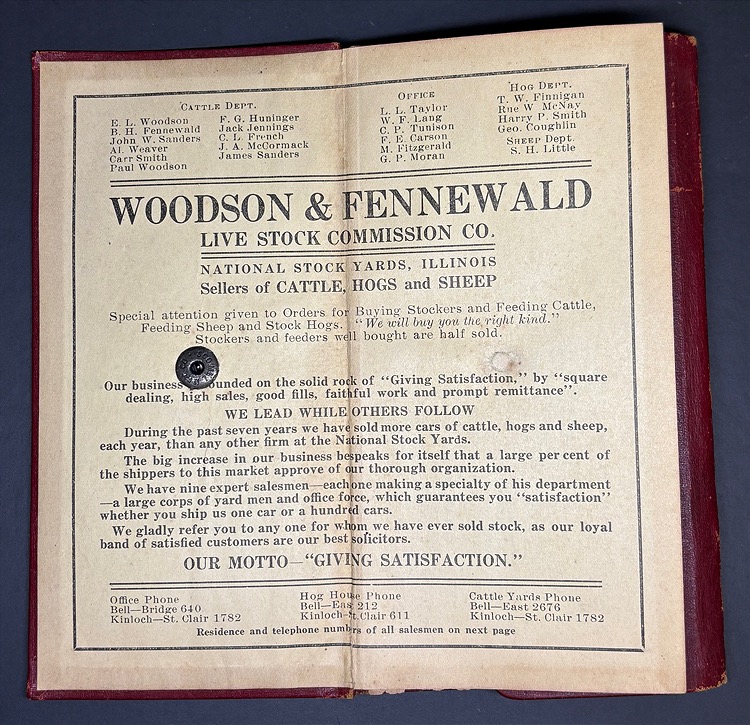 CATTLE DEPT.
E. L. Woodson
B. H. Fennewald
John W. Sanders
Al. Weaver
Carr Smith
Paul Woodson
F. G. Huninger
Jack Jennings
C. L. French
J. A. McCormack
James Sanders
OFFICE
L. L. Taylor
W. F. Lang
C. P. Tunison
F. E. Carson
M. Fitzgerald
G. P. Moran
HOG DEPT.
T. W. Finnigan
Rue W McNay
Harry P. Smith
Geo. Coughlin
SHEEP DEPT.
S. H. Little
WOODSON & FENNEWALD
LIVE STOCK COMMISSION CO.
NATIONAL STOCK YARDS, ILLINOIS
Sellers of CATTLE, HOGS and SHEEP
Special attention given to Orders for Buying Stockers and Feeding Cattle,
Feeding Sheep and Stock Hogs. "We will buy you the right kind."
Stockers and feeders well bought are half sold.
Our business founded on the solid rock of "Giving Satisfaction," by "square
dealing, high sales, good fills, faithful work and prompt remittance".
WE LEAD WHILE OTHERS FOLLOW
During the past seven years we have sold more cars of cattle, hogs and sheep,
each year, than any other firm at the National Stock Yards.
The big increase in our business bespeaks for itself that a large per cent of
the shippers to this market approve of our thorough organization.
We have nine expert salesmen—each one making a specialty of his department
—a large corps of yard men and office force, which guarantees you "satisfaction"
whether you ship us one car or a hundred cars.
We gladly refer you to any one for whom we have ever sold stock, as our loyal
band of satisfied customers are our best solicitors.
OUR MOTTO—"GIVING SATISFACTION."
Office Phone
Bell—Bridge 640
Kinloch—St. Clair 1782
Hog House Phone
Bell—East 212
Kinloch—St. Clair 611
Cattle Yards Phone
Bell—East 2676
Kinloch—St. Clair 1782
Residence and telephone numbers of all salesmen on next page